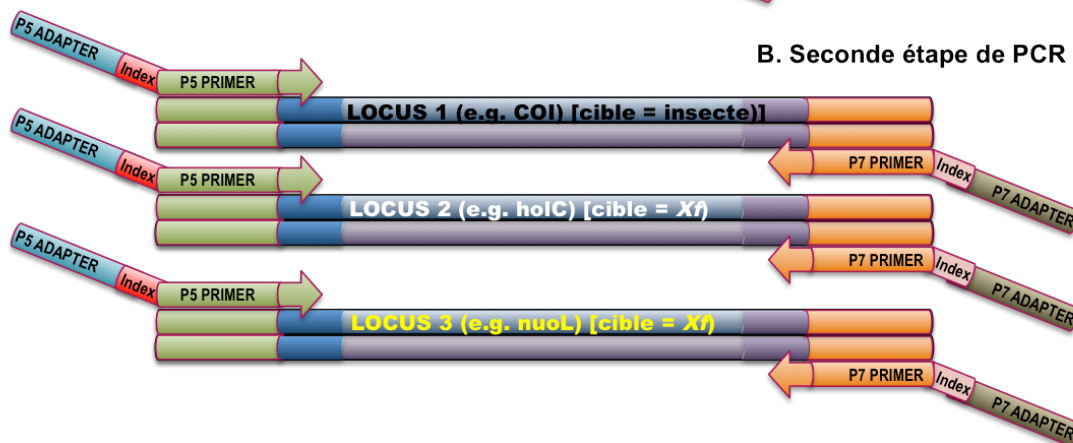 B. Seconde étape de PCR
P5 ADAPTER
Index
P5 PRIMER
LOCUS 1 (e.g. COI) [cible = insecte)]
P7 PRIMER
Index
P7 ADAPTER
P5 ADAPTER
Index
P5 PRIMER
LOCUS 2 (e.g. holC) [cible = Xf)
P7 PRIMER
Index
P7 ADAPTER
P5 ADAPTER
Index
P5 PRIMER
LOCUS 3 (e.g. nuoL) [cible = Xf)
P7 PRIMER
Index
P7 ADAPTER